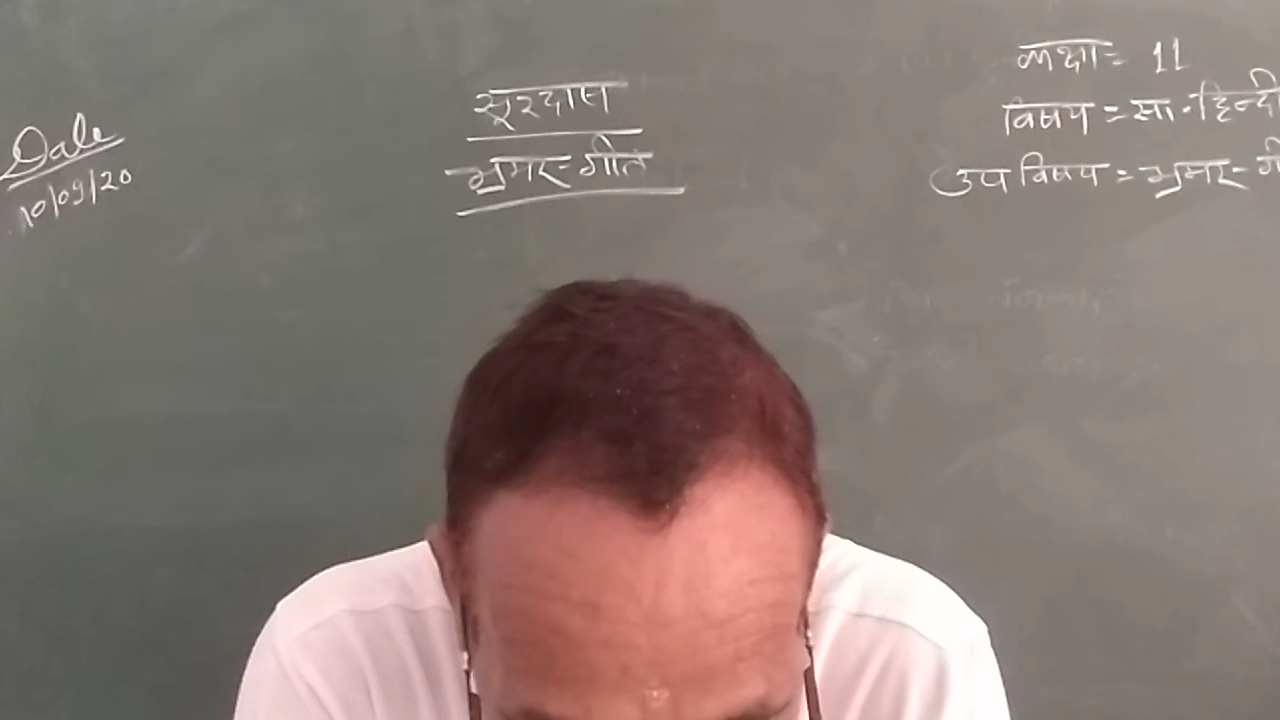 Date
10/09/20
सूरदास
भ्रमर-गीत
कक्षा = 11
विषय = सा. हिन्दी
उप विषय = भ्रमर-गी